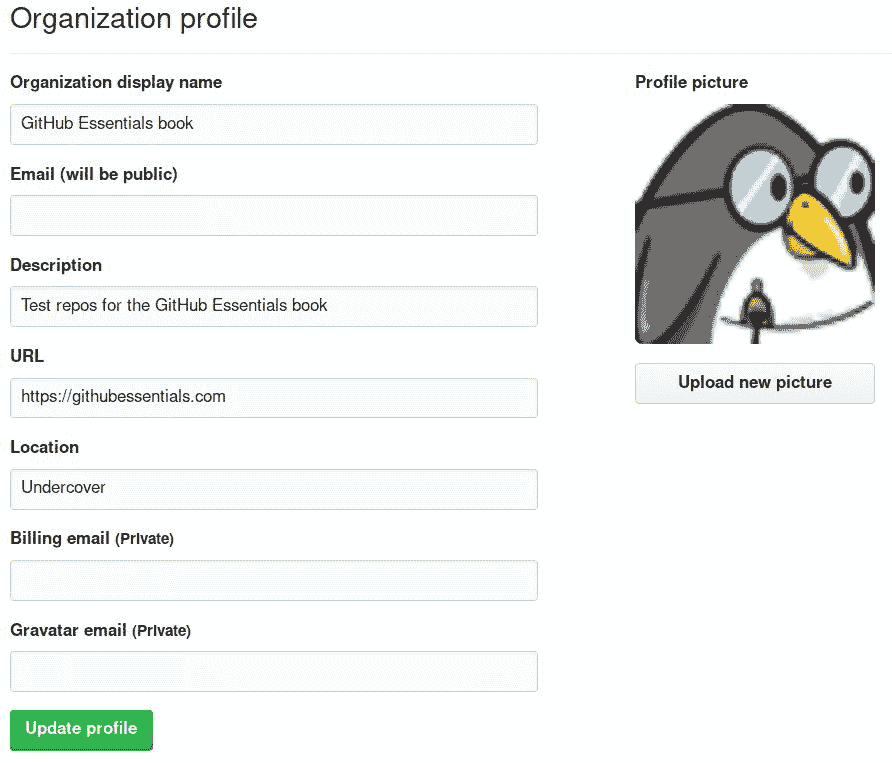 Organization profile
Organization display name
GitHub Essentials book
Email (will be public)
Description
Test repos for the GitHub Essentials book
URL
https://githubessentials.com
Location
Undercover
Billing email (Private)
Gravatar email (Private)
Update profile
Profile picture
Upload new picture